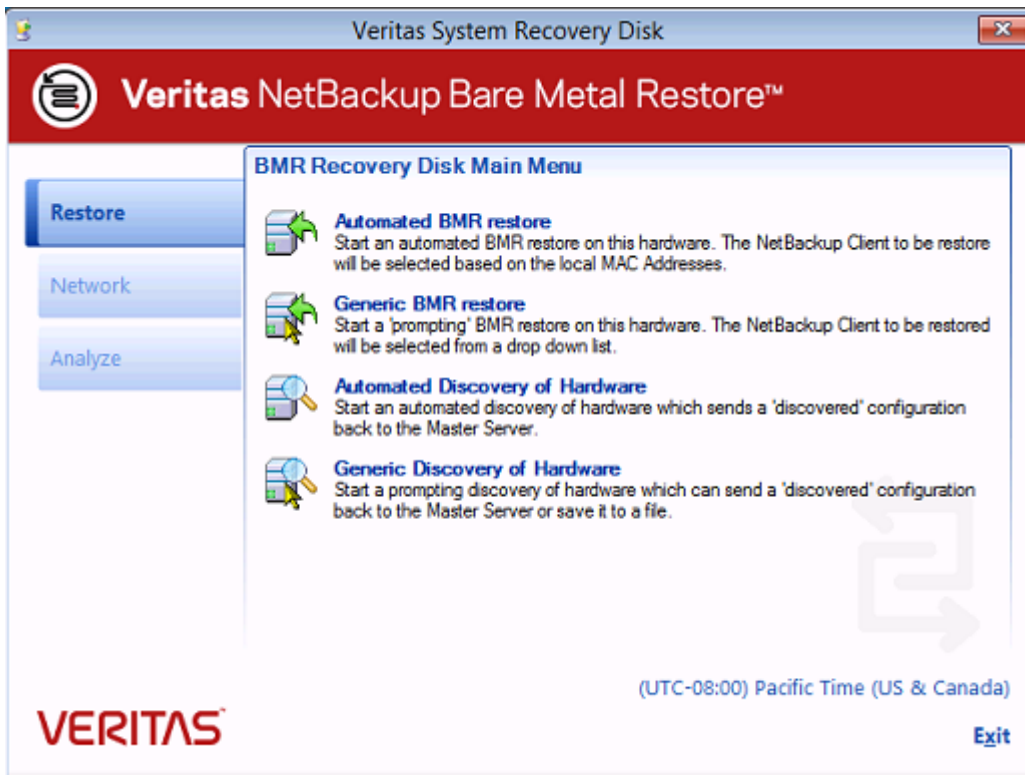 Veritas System Recovery Disk
Veritas NetBackup Bare Metal Restore™
BMR Recovery Disk Main Menu
Restore
Network
Analyze
Automated BMR restore
Start an automated BMR restore on this hardware. The NetBackup Client to be restore
will be selected based on the local MAC Addresses.
Generic BMR restore
Start a 'prompting' BMR restore on this hardware. The NetBackup Client to be restored
will be selected from a drop down list.
Automated Discovery of Hardware
Start an automated discovery of hardware which sends a 'discovered' configuration
back to the Master Server.
Generic Discovery of Hardware
Start a prompting discovery of hardware which can send a 'discovered' configuration
back to the Master Server or save it to a file.
(UTC-08:00) Pacific Time (US & Canada)
VERITAS
Exit